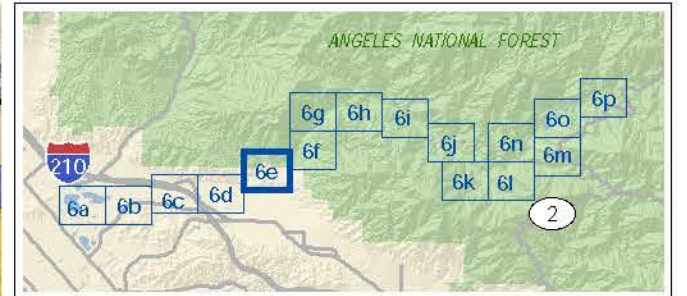 ANGELES NATIONAL FOREST
6p
6g 6h 6i 6o
6j 6n
6f 6m
210 6e
6k 6l
6a 6b 6c 6d
2